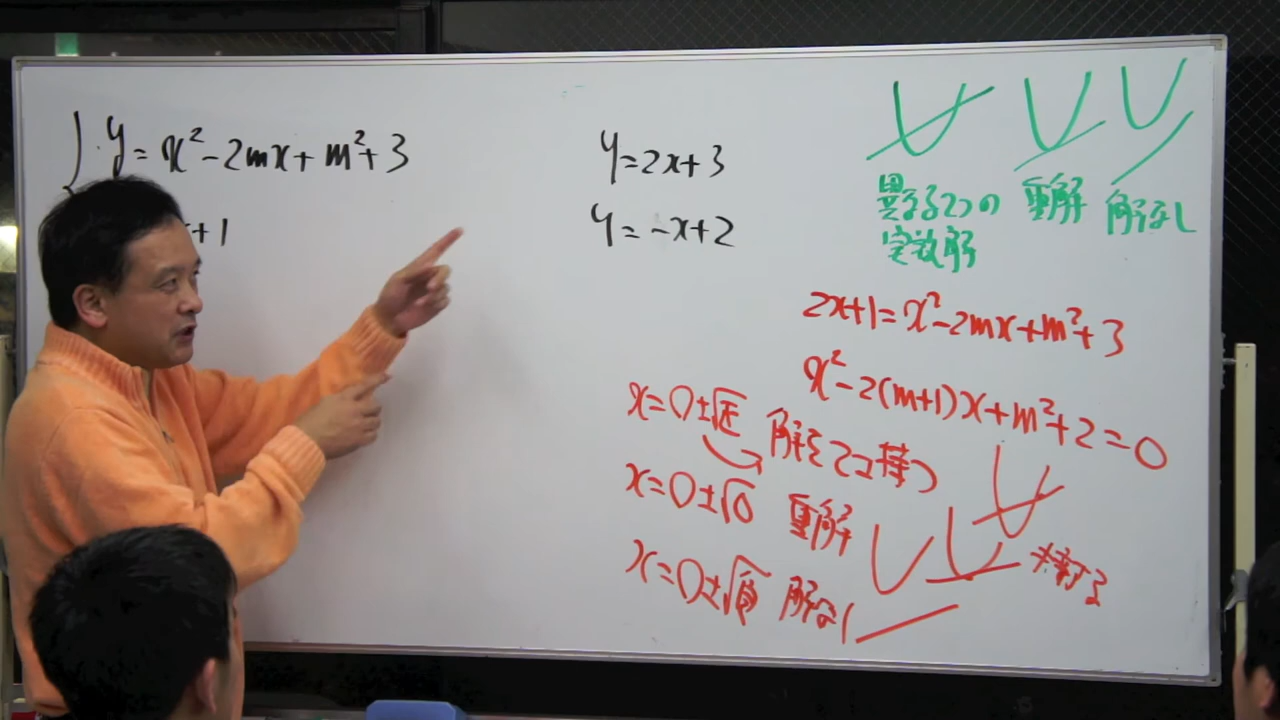 y=x²-2mx+m²+3
x+1
y=2x+3
y=-x+2
異なる2つの
実数解
重解
解なし
2x+1=x²-2mx+m²+3
x²-2(m+1)x+m²+2=0
x=○±√正 解を2コ持つ
x=○±√0 重解
x=○±√負 解なし
接する